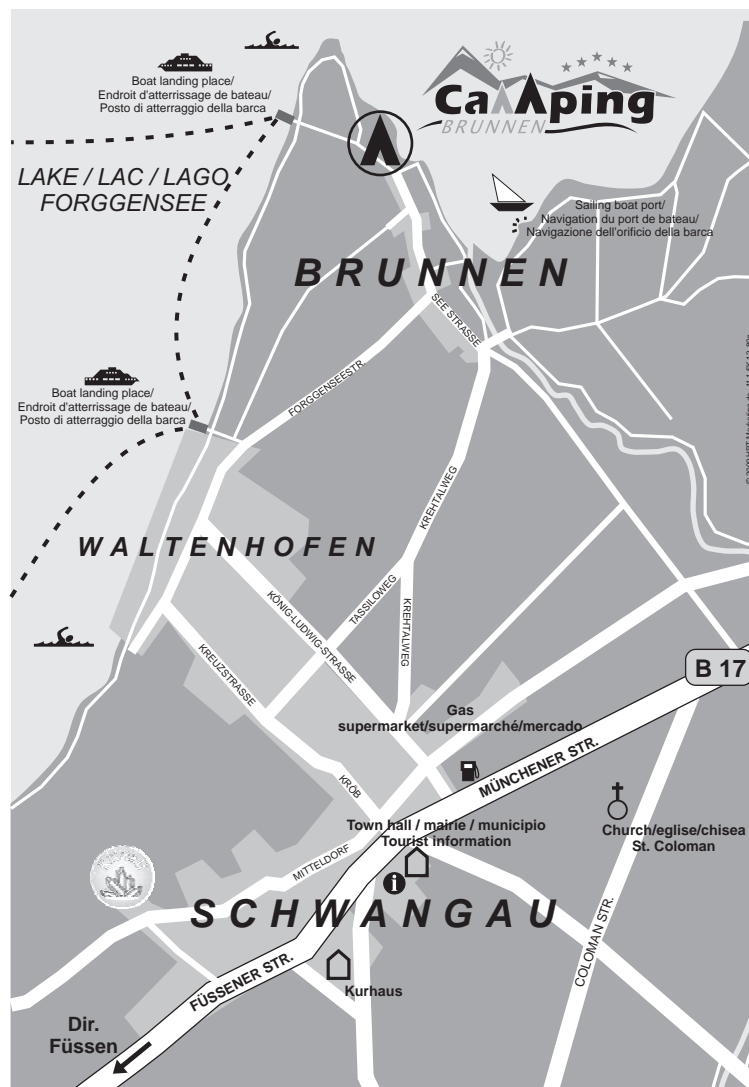 Boat landing place/
Endroit d'atterrissage de bateau/
Posto di atterraggio della barca
Camping
BRUNNEN
LAKE / LAC / LAGO
FORGGENSEE
Sailing boat port/
Navigation du port de bateau/
Navigazione dell'orificio della barca
BRUNNEN
SEE STRASSE
FORGGENSEESTR.
Boat landing place/
Endroit d'atterrissage de bateau/
Posto di atterraggio della barca
KREHTALWEG
WALTENHOFEN
TASSILOWEG
KÖNIG-LUDWIG-STRASSE
KREHTALWEG
KREUZSTRASSE
B 17
Gas
supermarket/supermarché/mercado
MÜNCHENER STR.
KRÖB
Town hall / mairie / municipio
Tourist information
Church/eglise/chisea
St. Coloman
MITTELDORF
i
SCHWANGAU
COLOMAN STR.
FÜSSENER STR.
Kurhaus
Dir.
Füssen